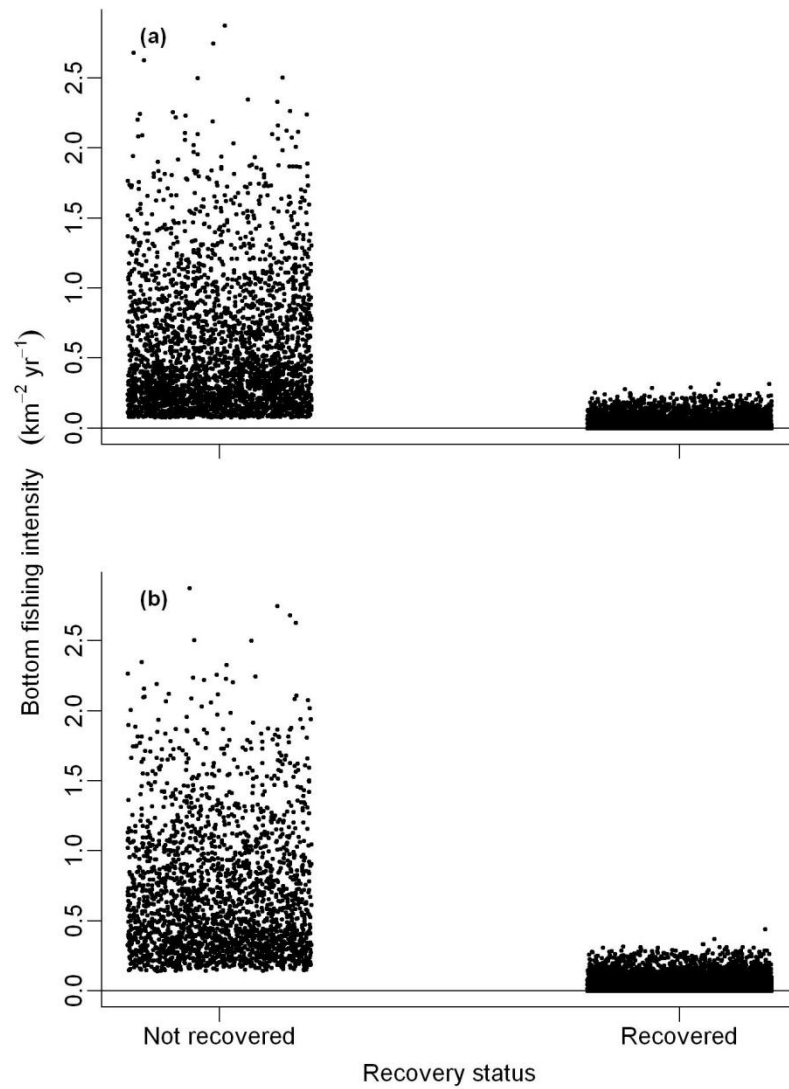 (a)
2.5
2.0
1.5
1.0
0.5
0.0
Bottom fishing intensity (km⁻² yr⁻¹)
(b)
2.5
2.0
1.5
1.0
0.5
0.0
Not recovered Recovered
Recovery status